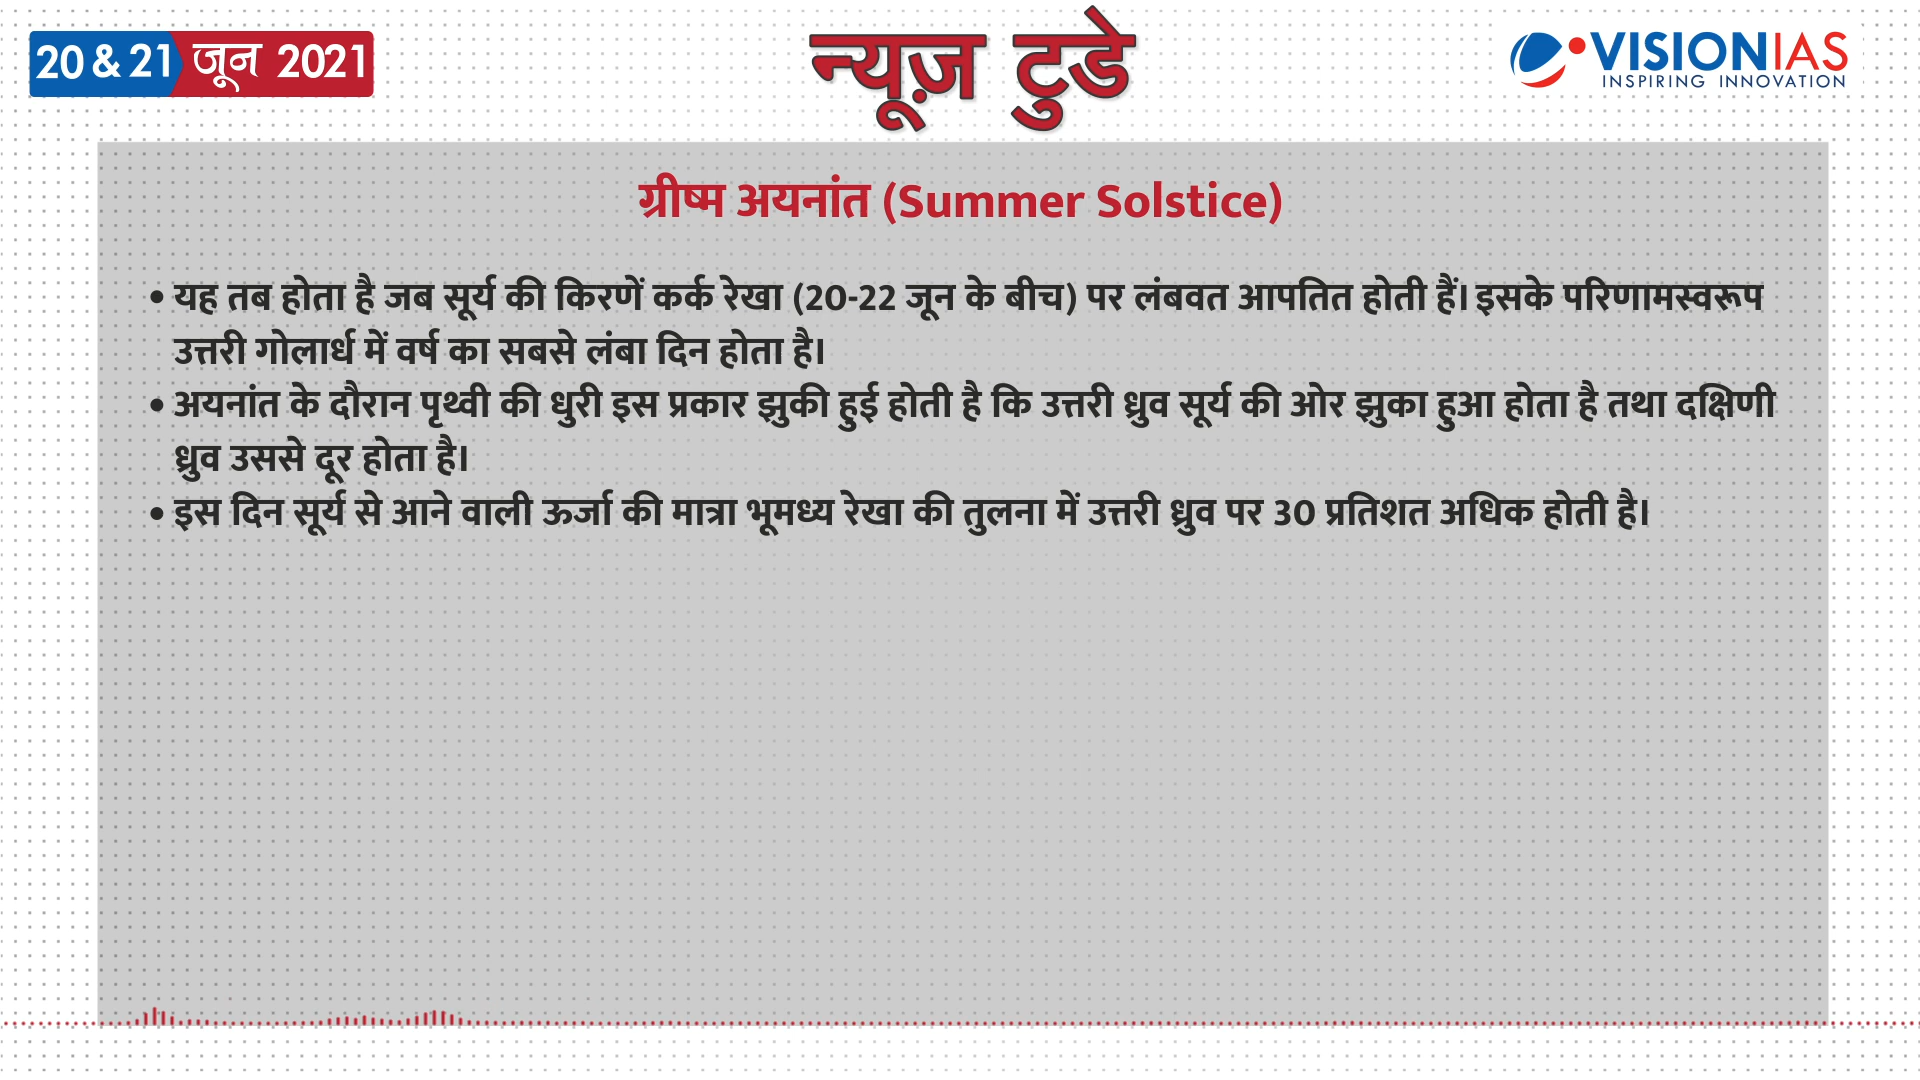 20 & 21 जून 2021
न्यूज़ टुडे
VISIONIAS
INSPIRING INNOVATION
ग्रीष्म अयनांत (Summer Solstice)
• यह तब होता है जब सूर्य की किरणें कर्क रेखा (20-22 जून के बीच) पर लंबवत आपतित होती हैं। इसके परिणामस्वरूप
उत्तरी गोलार्ध में वर्ष का सबसे लंबा दिन होता है।
• अयनांत के दौरान पृथ्वी की धुरी इस प्रकार झुकी हुई होती है कि उत्तरी ध्रुव सूर्य की ओर झुका हुआ होता है तथा दक्षिणी
ध्रुव उससे दूर होता है।
• इस दिन सूर्य से आने वाली ऊर्जा की मात्रा भूमध्य रेखा की तुलना में उत्तरी ध्रुव पर 30 प्रतिशत अधिक होती है।